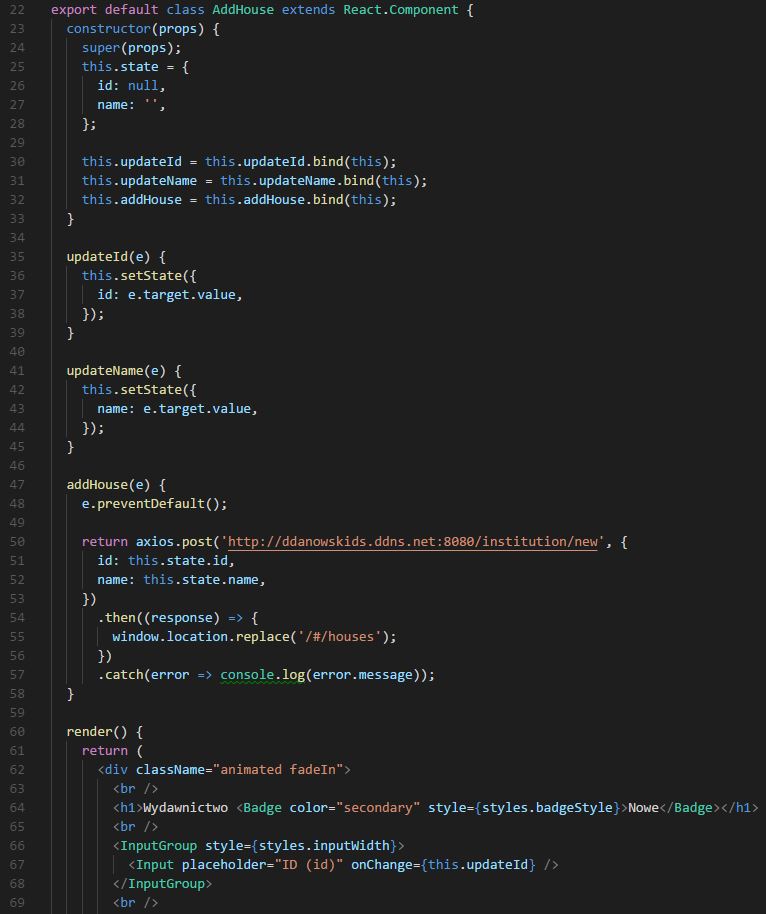 22 export default class AddHouse extends React.Component {
23 constructor(props) {
24 super(props);
25 this.state = {
26 id: null,
27 name: '',
28 };
29
30 this.updateId = this.updateId.bind(this);
31 this.updateName = this.updateName.bind(this);
32 this.addHouse = this.addHouse.bind(this);
33 }
34
35 updateId(e) {
36 this.setState({
37 id: e.target.value,
38 });
39 }
40
41 updateName(e) {
42 this.setState({
43 name: e.target.value,
44 });
45 }
46
47 addHouse(e) {
48 e.preventDefault();
49
50 return axios.post('http://ddanowskids.ddns.net:8080/institution/new', {
51 id: this.state.id,
52 name: this.state.name,
53 })
54 .then((response) => {
55 window.location.replace('/#/houses');
56 })
57 .catch(error => console.log(error.message));
58 }
59
60 render() {
61 return (
62 <div className="animated fadeIn">
63 <br />
64 <h1>Wydawnictwo <Badge color="secondary" style={styles.badgeStyle}>Nowe</Badge></h1>
65 <br />
66 <InputGroup style={styles.inputWidth}>
67 <Input placeholder="ID (id)" onChange={this.updateId} />
68 </InputGroup>
69 <br />